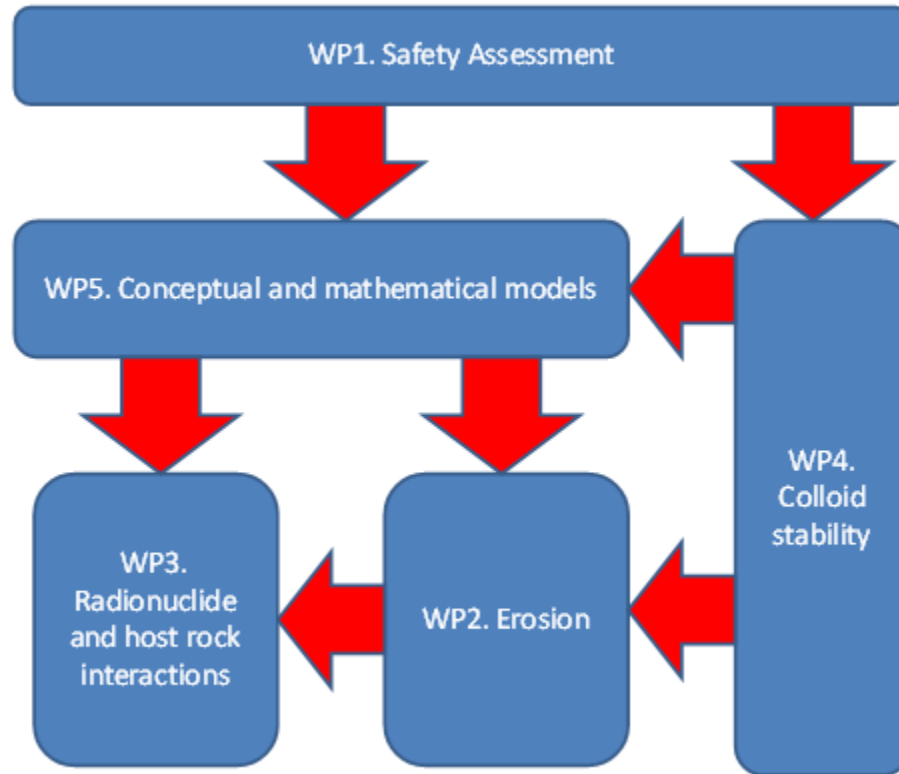 WP1. Safety Assessment
WP5. Conceptual and mathematical models
WP4.
Colloid
stability
WP3.
Radionuclide
and host rock
interactions
WP2. Erosion